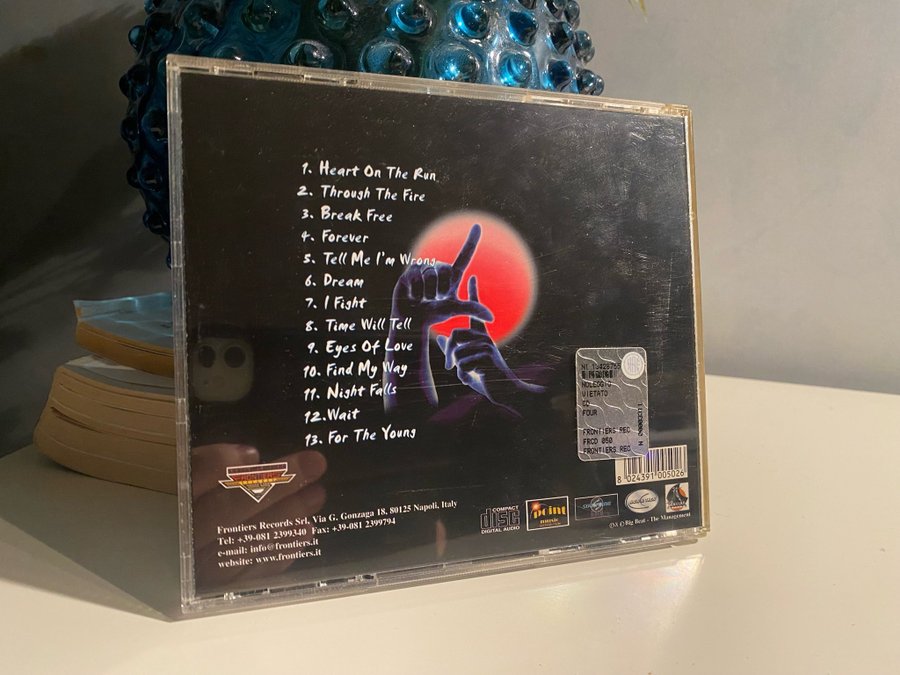 1. Heart On The Run
2. Through The Fire
3. Break Free
4. Forever
5. Tell Me I'm Wrong
6. Dream
7. I Fight
8. Time Will Tell
9. Eyes Of Love
10. Find My Way
11. Night Falls
12. Wait
13. For The Young
NOLEGGIO
VIETATO
CD
FOUR
FRONTIERS REC
FRCD 050
FRONTIERS REC
8 024391 005026
FRONTIERS
Frontiers Records Srl, Via G. Gonzaga 18, 80125 Napoli, Italy
Tel: +39-081 2399340 Fax: +39-081 2399794
e-mail: info@frontiers.it
website: www.frontiers.it
COMPACT
disc
DIGITAL AUDIO
point
music
Big Beat - The Management